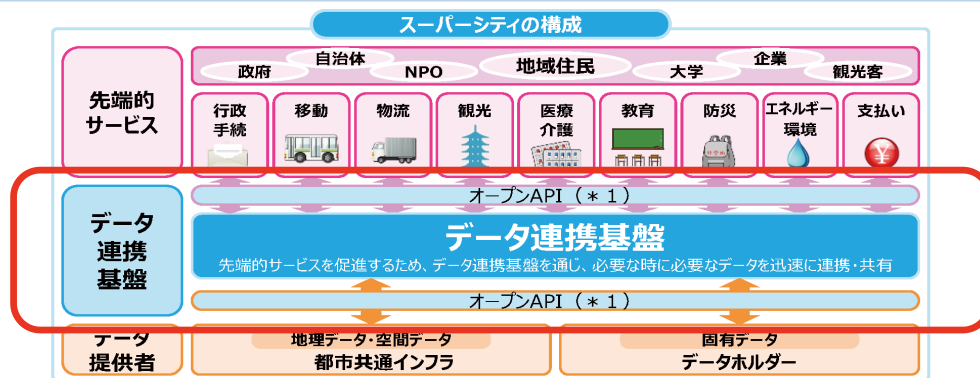 スーパーシティの構成
先端的
サービス
政府
自治体
NPO
地域住民
大学
企業
観光客
行政
手続
移動
物流
観光
医療
介護
教育
防災
エネルギー
環境
支払い
¥
データ
連携
基盤
オープンAPI（＊1）
データ連携基盤
先端的サービスを促進するため、データ連携基盤を通じ、必要な時に必要なデータを迅速に連携・共有
オープンAPI（＊1）
データ
提供者
地理データ・空間データ
都市共通インフラ
固有データ
データホルダー